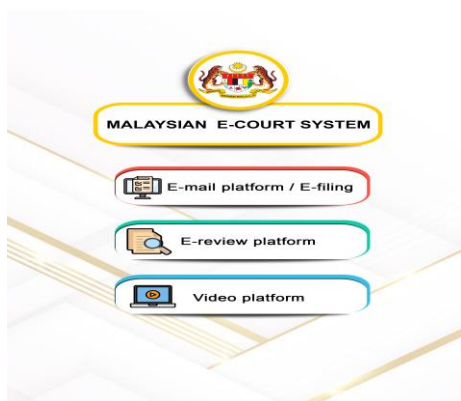 MALAYSIAN E-COURT SYSTEM
E-mail platform / E-filing
E-review platform
Video platform